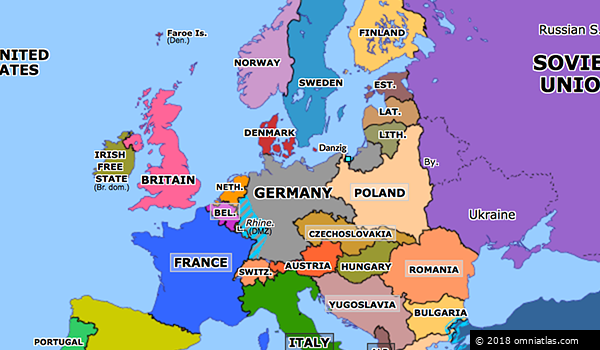 Faroe Is.
(Den.)
FINLAND
Russian S.
NITED
TATES
NORWAY
SWEDEN
SOVIE
UNIO
EST.
LAT.
DENMARK
Danzig
LITH.
IRISH
FREE
STATE
(Br. dom.)
BRITAIN
NETH.
GERMANY
POLAND
By.
BEL.
Rhine.
(DMZ)
L.
Ukraine
CZECHOSLOVAKIA
FRANCE
SWITZ.
AUSTRIA
HUNGARY
ROMANIA
YUGOSLAVIA
BULGARIA
PORTUGAL
ITALY
ALB
© 2018 omniatlas.com